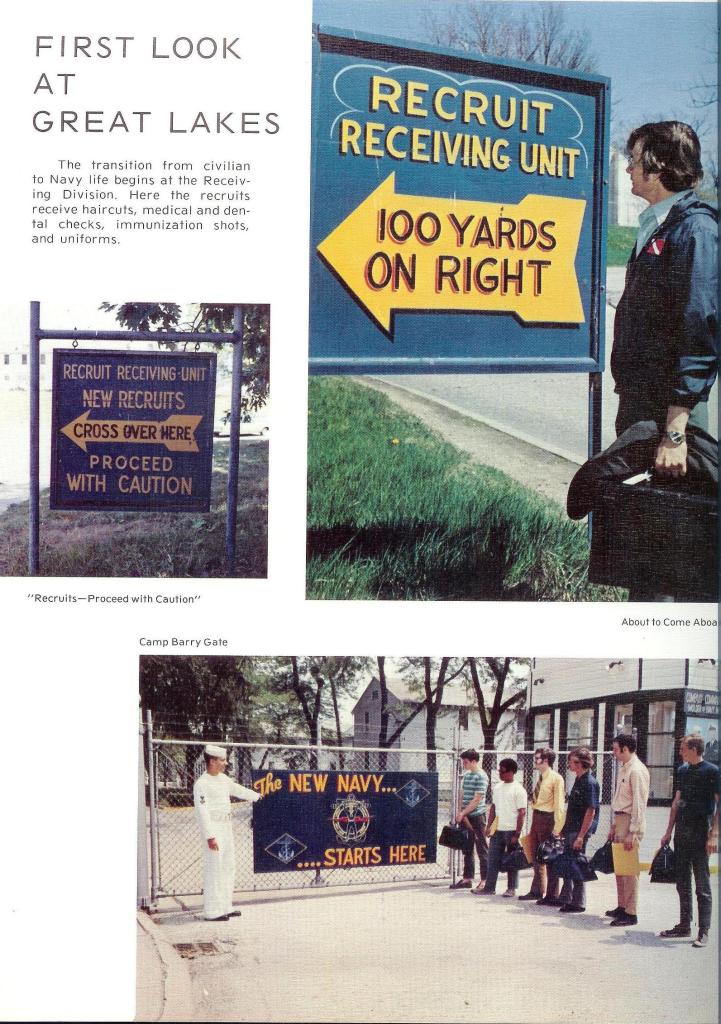 FIRST LOOK
AT
GREAT LAKES
The transition from civilian
to Navy life begins at the Receiv-
ing Division. Here the recruits
receive haircuts, medical and den-
tal checks, immunization shots,
and uniforms.
RECRUIT
RECEIVING UNIT
100 YARDS
ON RIGHT
RECRUIT RECEIVING UNIT
NEW RECRUITS
CROSS OVER HERE
PROCEED
WITH CAUTION
"Recruits—Proceed with Caution"
About to Come Aboa
Camp Barry Gate
The NEW NAVY...
....STARTS HERE